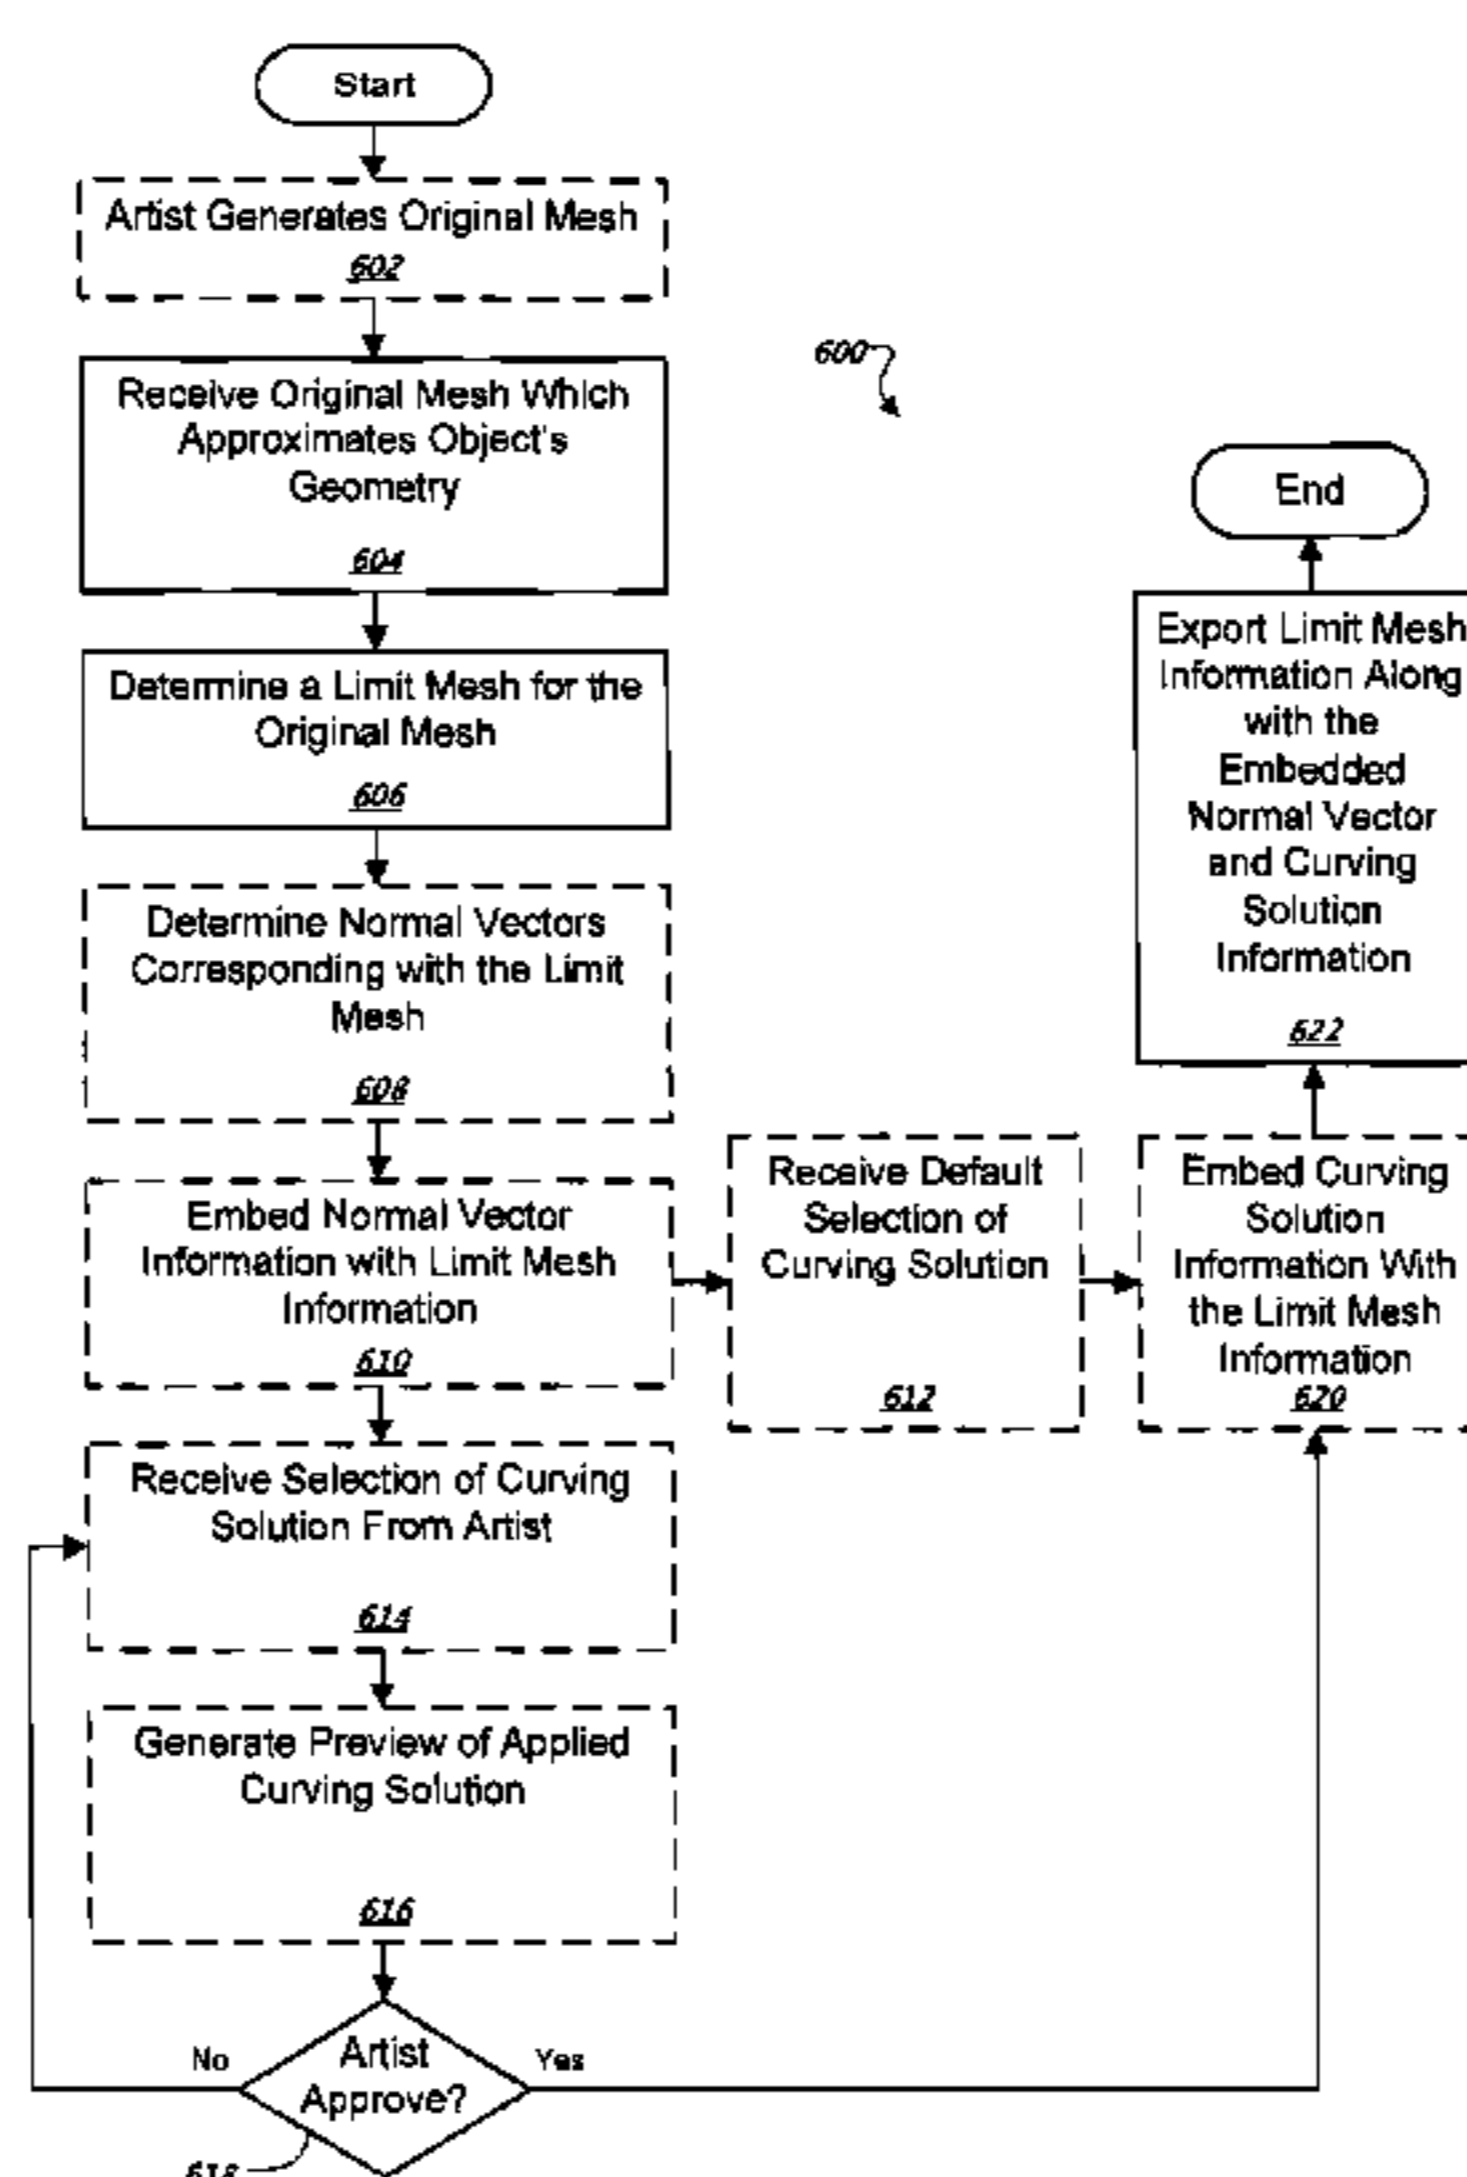 Start
Artist Generates Original Mesh
602
Receive Original Mesh Which
Approximates Object's
Geometry
604
Determine a Limit Mesh for the
Original Mesh
606
Determine Normal Vectors
Corresponding with the Limit
Mesh
608
Embed Normal Vector
Information with Limit Mesh
Information
610
Receive Selection of Curving
Solution From Artist
614
Generate Preview of Applied
Curving Solution
616
No
Artist
Approve?
Yes
618
600
Receive Default
Selection of
Curving Solution
612
End
Export Limit Mesh
Information Along
with the
Embedded
Normal Vector
and Curving
Solution
Information
622
Embed Curving
Solution
Information With
the Limit Mesh
Information
620